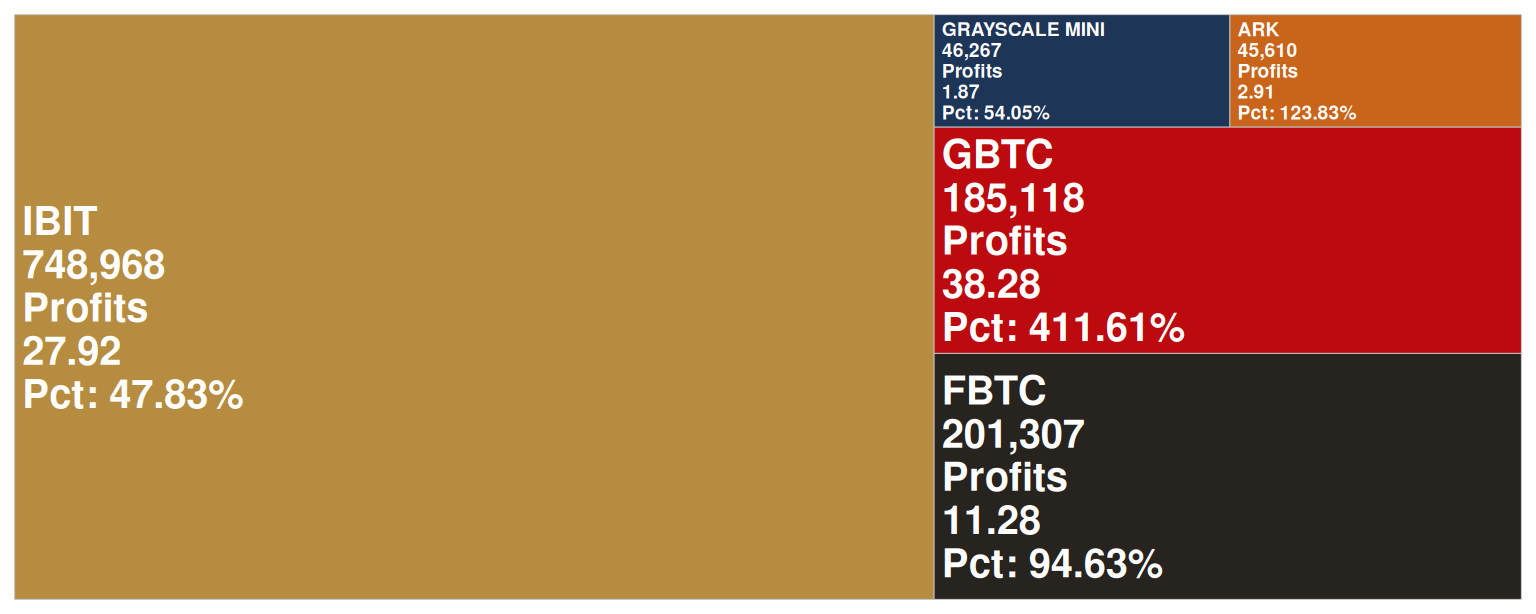 IBIT
748,968
Profits
27.92
Pct: 47.83%
GRAYSCALE MINI
46,267
Profits
1.87
Pct: 54.05%
ARK
45,610
Profits
2.91
Pct: 123.83%
GBTC
185,118
Profits
38.28
Pct: 411.61%
FBTC
201,307
Profits
11.28
Pct: 94.63%